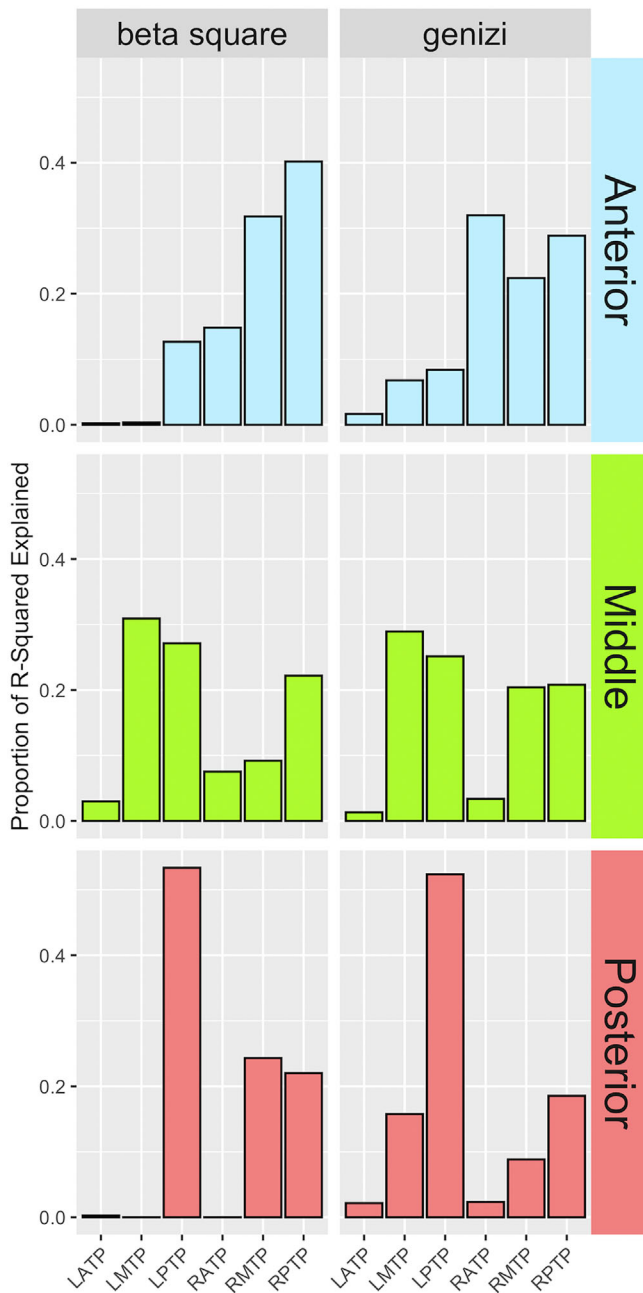 beta square
genizi
Anterior
0.4
0.2
0.0
Middle
0.4
0.2
0.0
Proportion of R-Squared Explained
Posterior
0.4
0.2
0.0
LATP
LMTP
LPTP
RATP
RMTP
RPTP
LATP
LMTP
LPTP
RATP
RMTP
RPTP